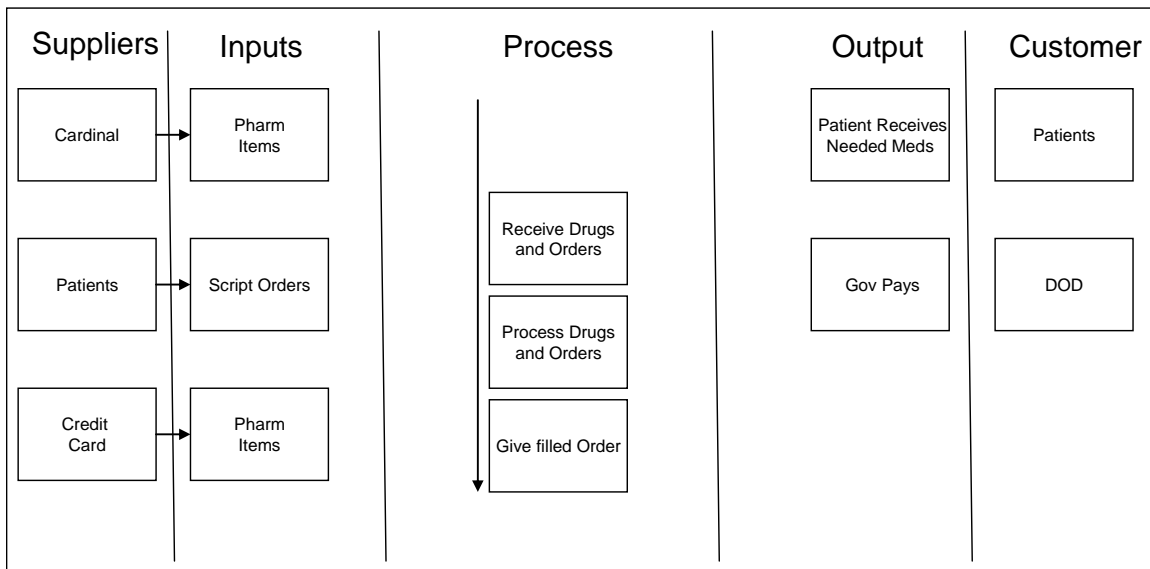 Suppliers
Inputs
Process
Output
Customer
Cardinal
Pharm
Items
Patient Receives
Needed Meds
Patients
Receive Drugs
and Orders
Patients
Script Orders
Gov Pays
DOD
Process Drugs
and Orders
Credit
Card
Pharm
Items
Give filled Order